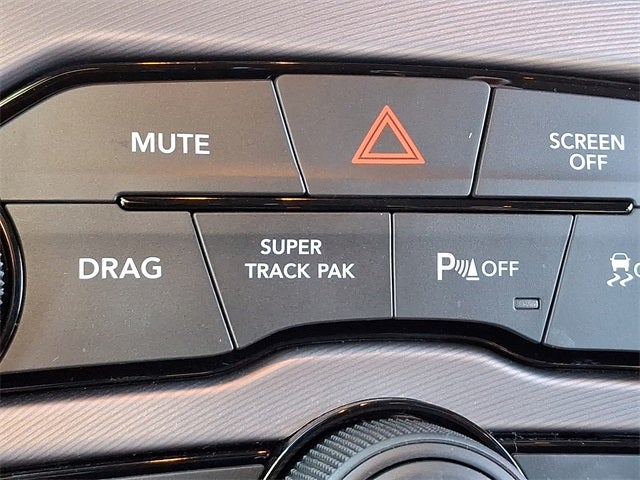 MUTE
SCREEN
OFF
DRAG
SUPER
TRACK PAK
P OFF